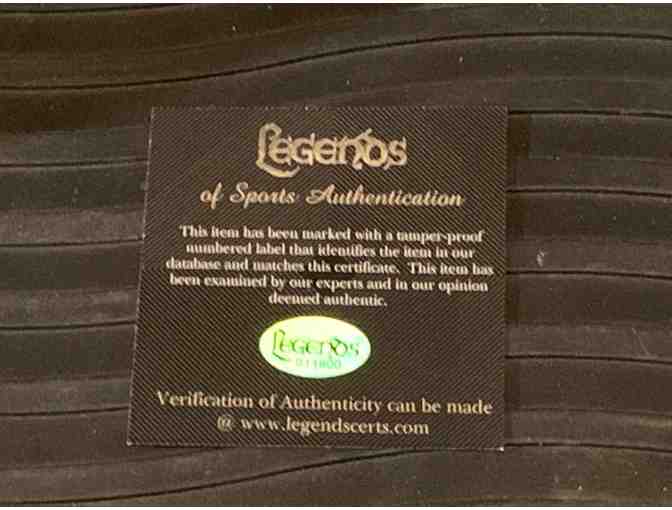 Legends
of Sports Authentication
This item has been marked with a tamper-proof
numbered label that identifies the item in our
database and matches this certificate. This item has
been examined by our experts and in our opinion
deemed authentic.
Legends
Verification of Authenticity can be made
@ www.legendscerts.com